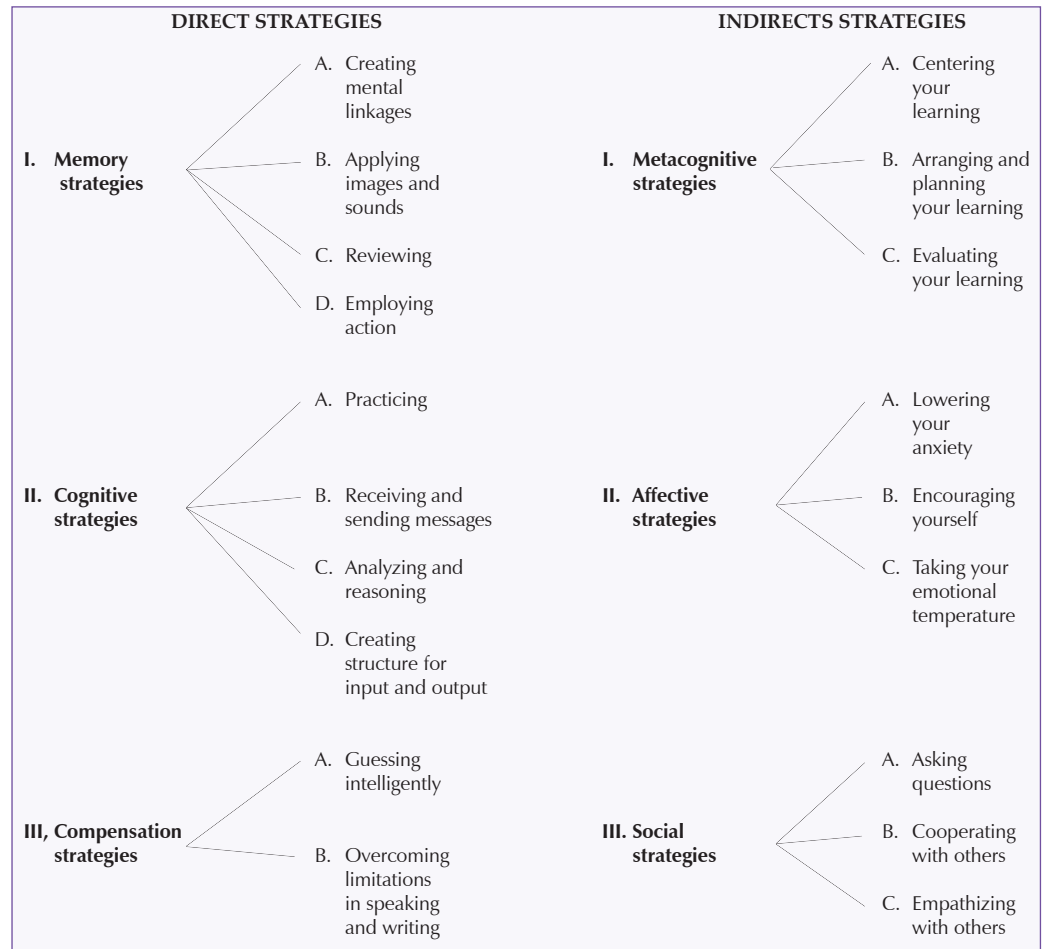 DIRECT STRATEGIES
I. Memory
strategies
A. Creating
mental
linkages
B. Applying
images and
sounds
C. Reviewing
D. Employing
action
II. Cognitive
strategies
A. Practicing
B. Receiving and
sending messages
C. Analyzing and
reasoning
D. Creating
structure for
input and output
III, Compensation
strategies
A. Guessing
intelligently
B. Overcoming
limitations
in speaking
and writing
INDIRECTS STRATEGIES
I. Metacognitive
strategies
A. Centering
your
learning
B. Arranging and
planning
your learning
C. Evaluating
your learning
II. Affective
strategies
A. Lowering
your
anxiety
B. Encouraging
yourself
C. Taking your
emotional
temperature
III. Social
strategies
A. Asking
questions
B. Cooperating
with others
C. Empathizing
with others